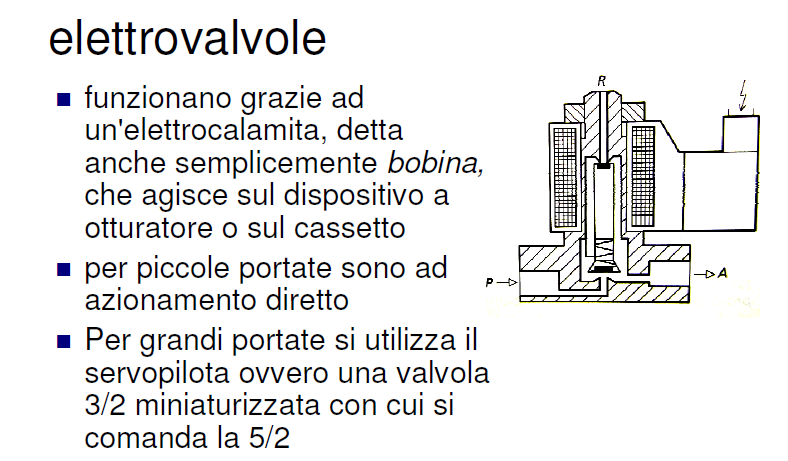 elettrovalvole
funzionano grazie ad
un'elettrocalamita, detta
anche semplicemente bobina,
che agisce sul dispositivo a
otturatore o sul cassetto
per piccole portate sono ad
azionamento diretto
Per grandi portate si utilizza il
servopilota ovvero una valvola
3/2 miniaturizzata con cui si
comanda la 5/2
R
P
A